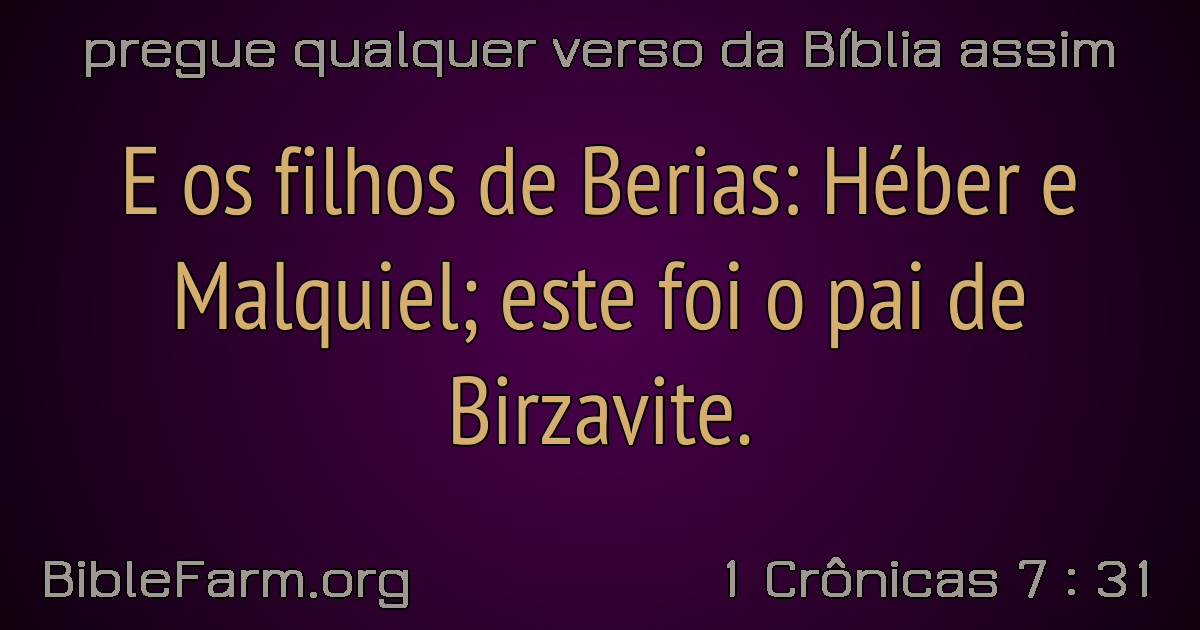 pregue qualquer verso da Bíblia assim
E os filhos de Berias: Héber e
Malquiel; este foi o pai de
Birzavite.
BibleFarm.org
1 Crônicas 7 : 31